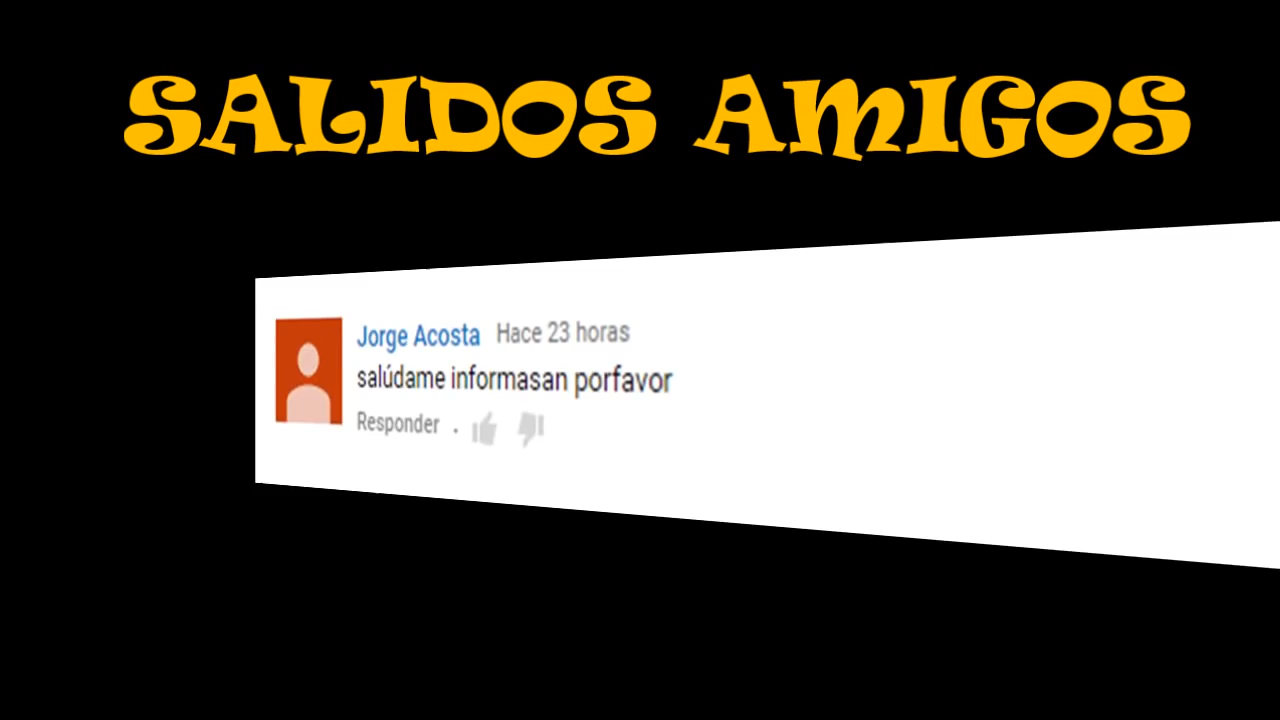 SALIDOS AMIGOS
Jorge Acosta Hace 23 horas
salúdame informasan porfavor
Responder .